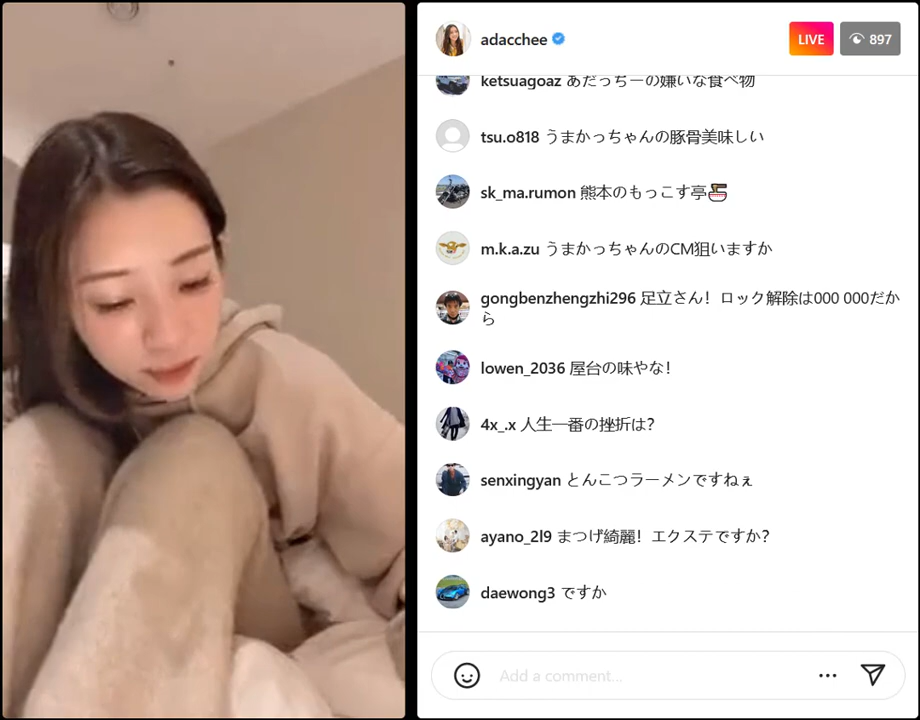 adacchee
LIVE
897
ketsuagoaz あだっちーの嫌いな食べ物
tsu.o818 うまかっちゃんの豚骨美味しい
sk_ma.rumon 熊本のもっこす亭🍜
m.k.a.zu うまかっちゃんのCM狙いますか
gongbenzhengzhi296 足立さん！ロック解除は000 000だか
ら
lowen_2036 屋台の味やな！
4x_.x 人生一番の挫折は？
senxingyan とんこつラーメンですねぇ
ayano_2l9 まつげ綺麗！エクステですか？
daewong3 ですか
Add a comment...